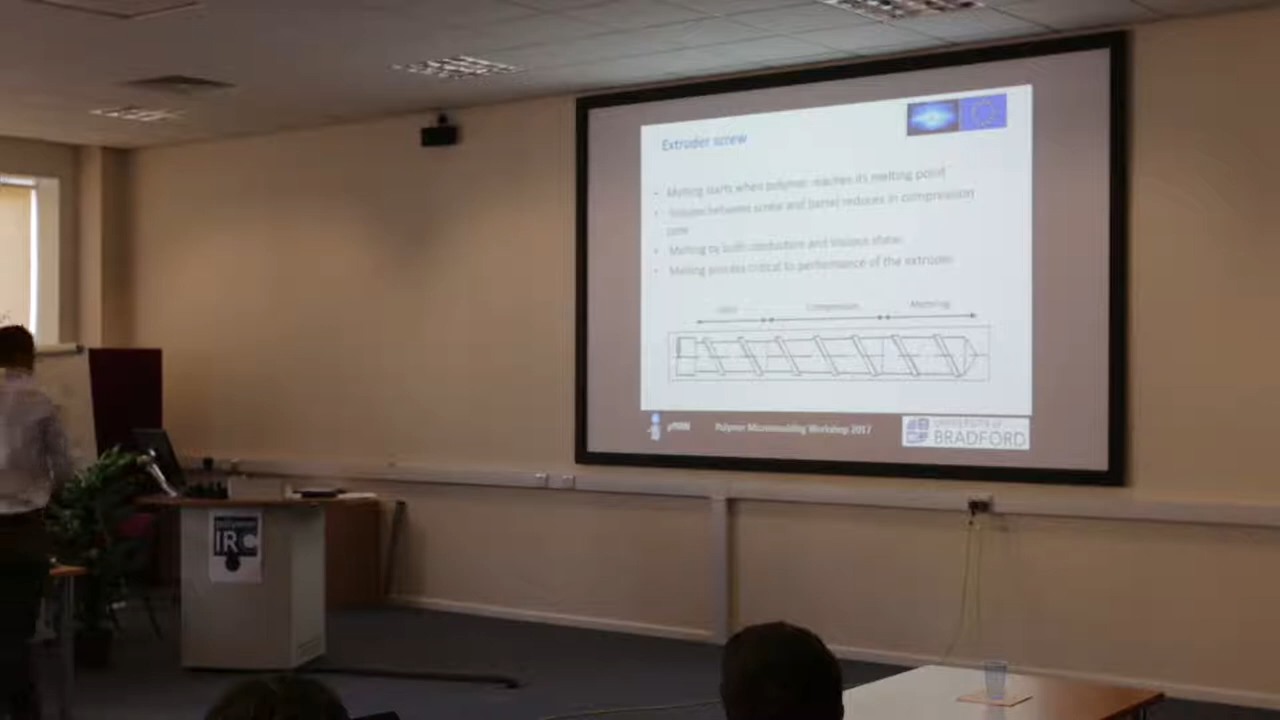 Extruder screw
• Melting starts when polymer reaches its melting point
• Volume between screw and barrel reduces in compression
zone
• Melting by both conduction and viscous shear
• Melting process critical to performance of the extruder
Compression
Metering
Polymer Micromoulding Workshop 2017
UNIVERSITY OF
BRADFORD
IRC